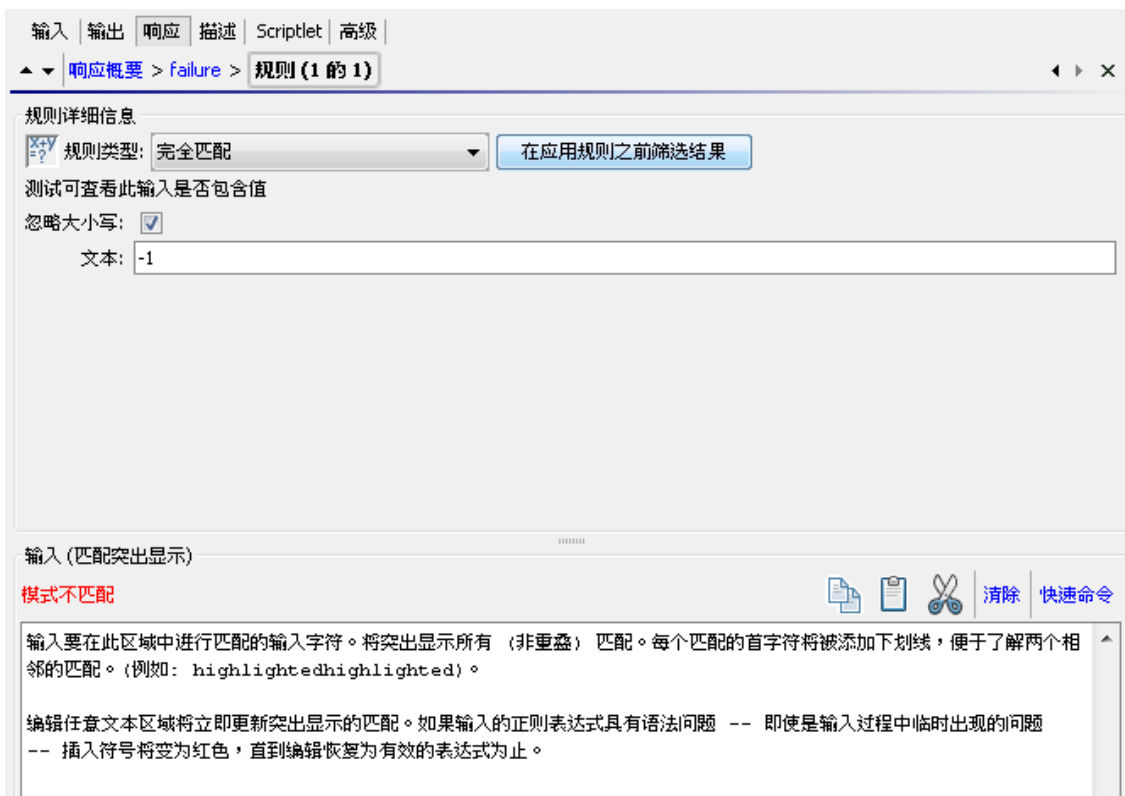 输入 输出 响应 描述 Scriptlet 高级
响应概要 > failure > 规则 (1 的 1)
规则详细信息
X+Y =? 规则类型: 完全匹配 在应用规则之前筛选结果
测试可查看此输入是否包含值
忽略大小写:
文本: -1
输入 (匹配突出显示)
模式不匹配 清除 快速命令
输入要在此区域中进行匹配的输入字符。将突出显示所有 (非重叠) 匹配。每个匹配的首字符将被添加下划线，便于了解两个相
邻的匹配。(例如: highlightedhighlighted)。
编辑任意文本区域将立即更新突出显示的匹配。如果输入的正则表达式具有语法问题 -- 即使是输入过程中临时出现的问题
-- 插入符号将变为红色，直到编辑恢复为有效的表达式为止。